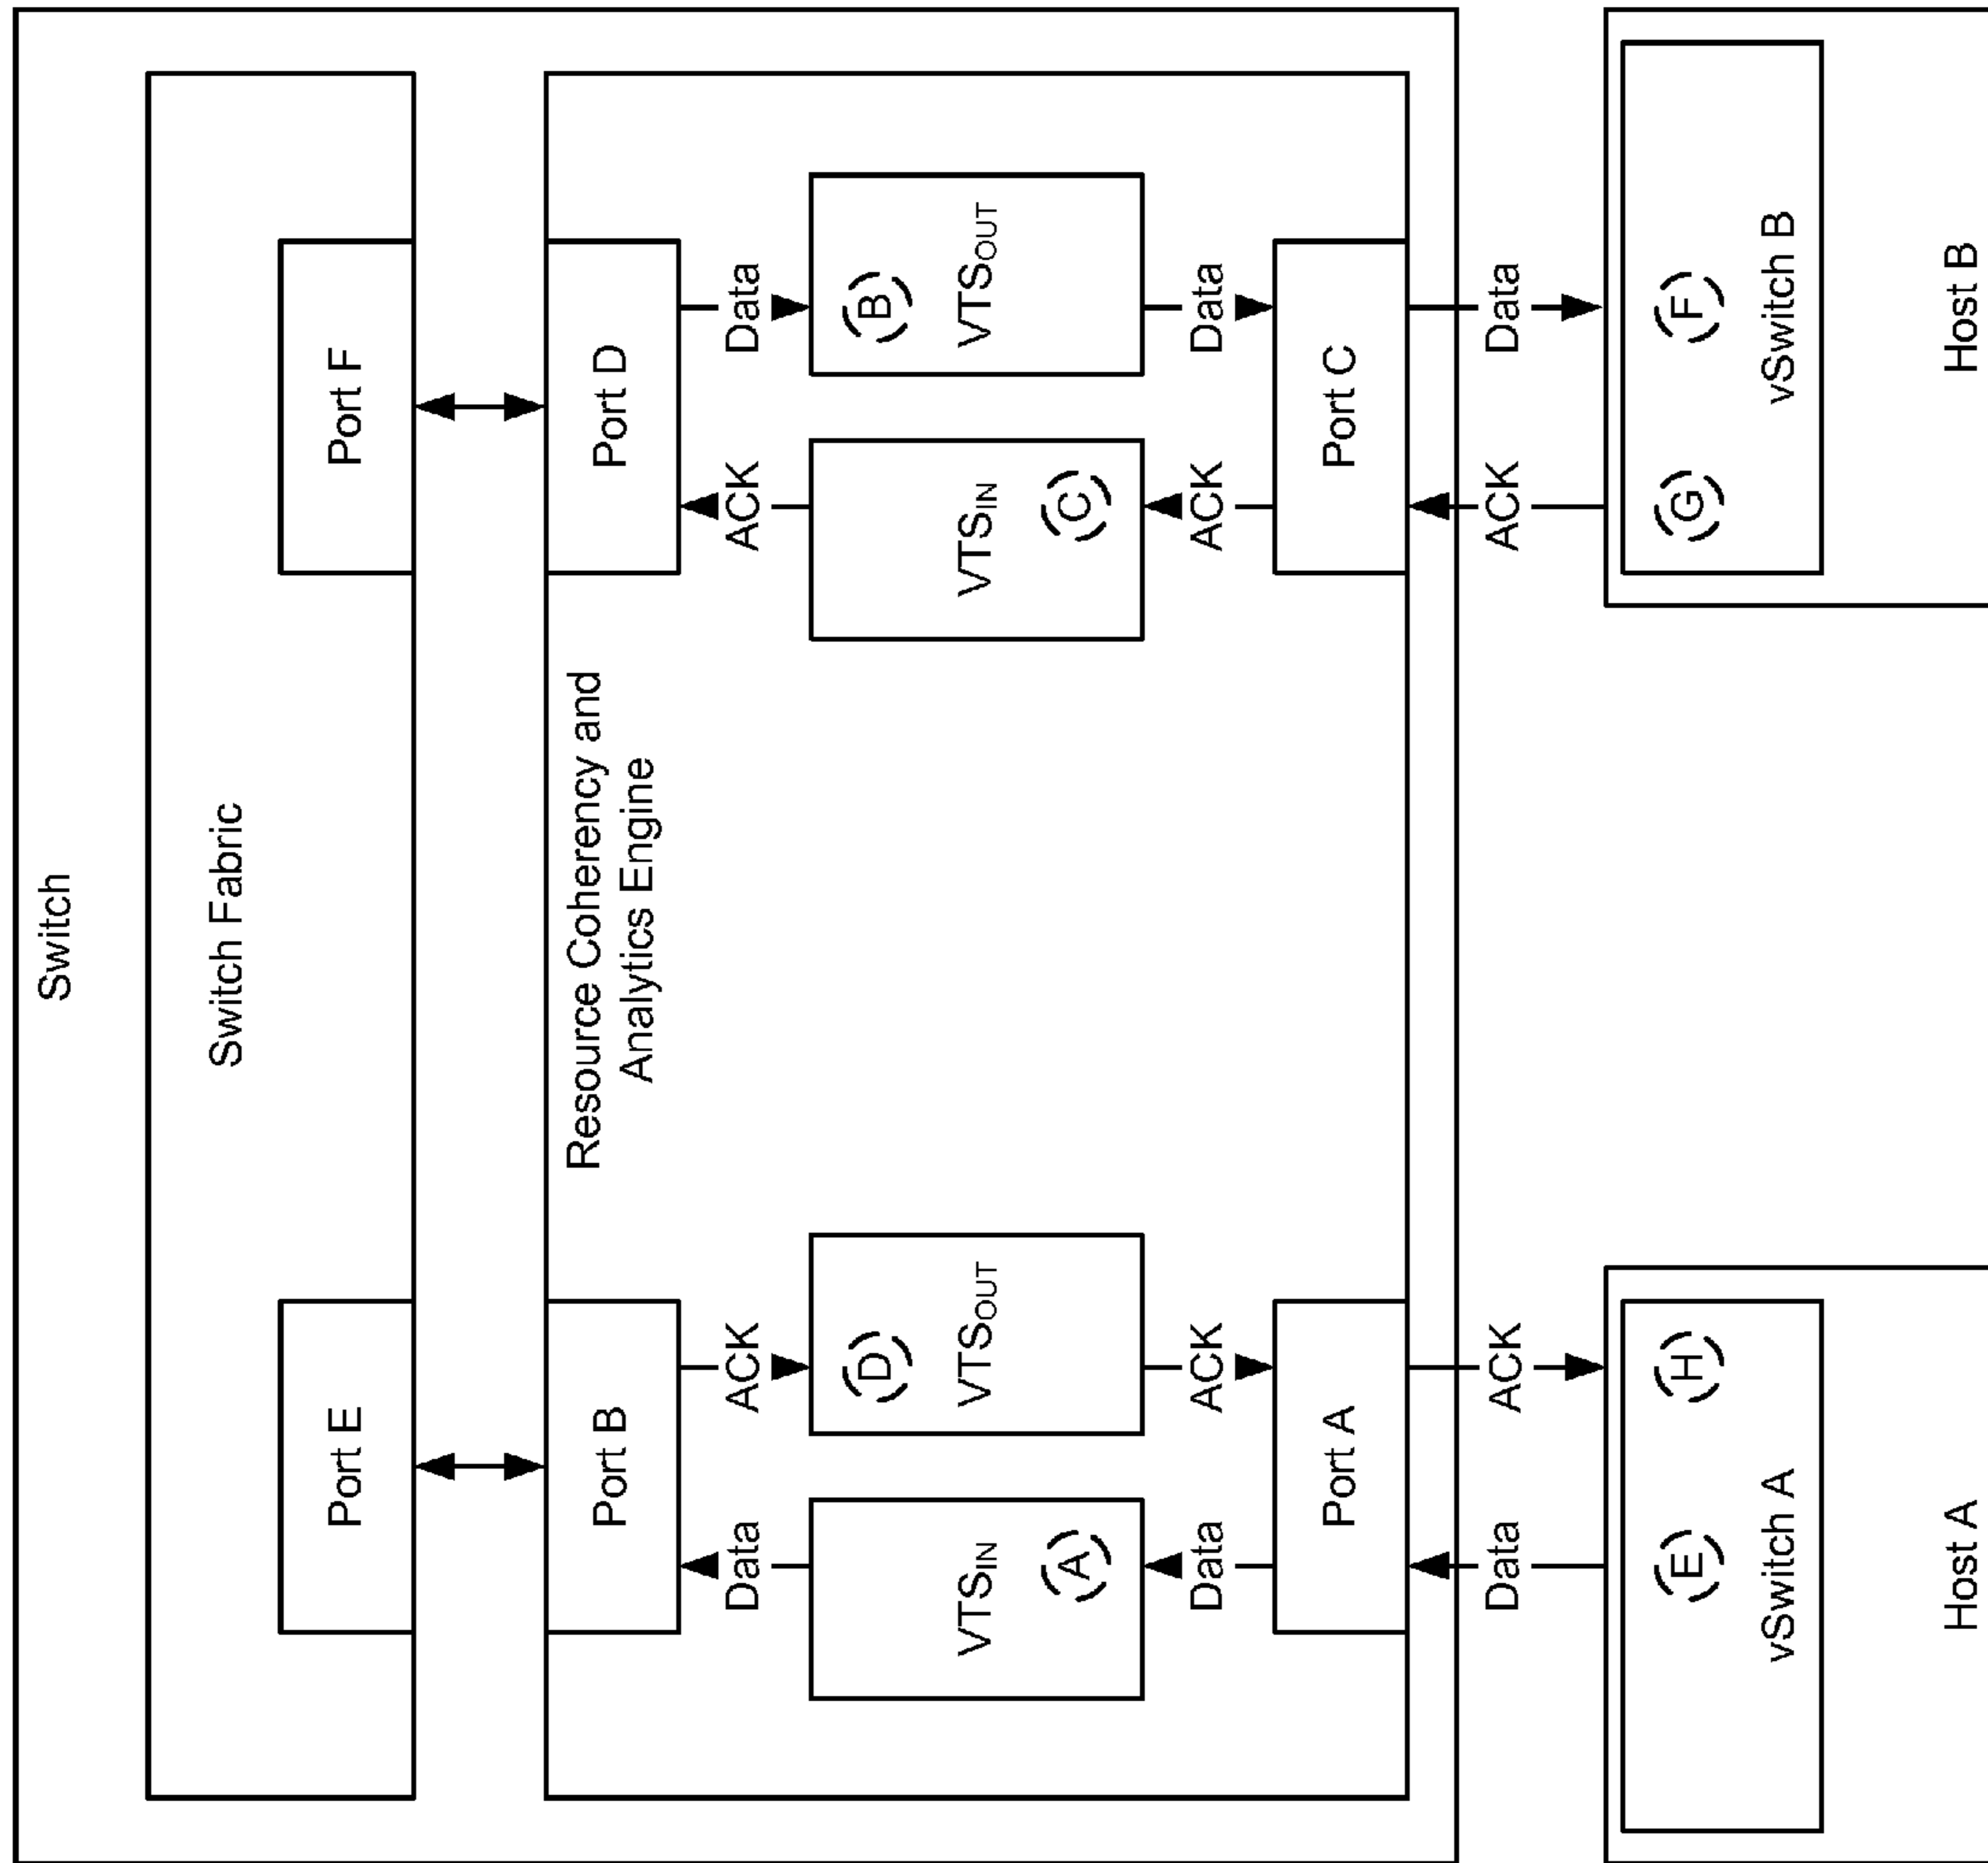 Switch
Switch Fabric
Port E
Port F
Port B
Resource Coherency and
Analytics Engine
Port D
Data
ACK
ACK
Data
D
B
VTSIN
VTSOUT
VTSIN
VTSOUT
A
C
Data
ACK
ACK
Data
Port A
Port C
Data
ACK
ACK
Data
E
H
G
F
vSwitch A
vSwitch B
Host A
Host B